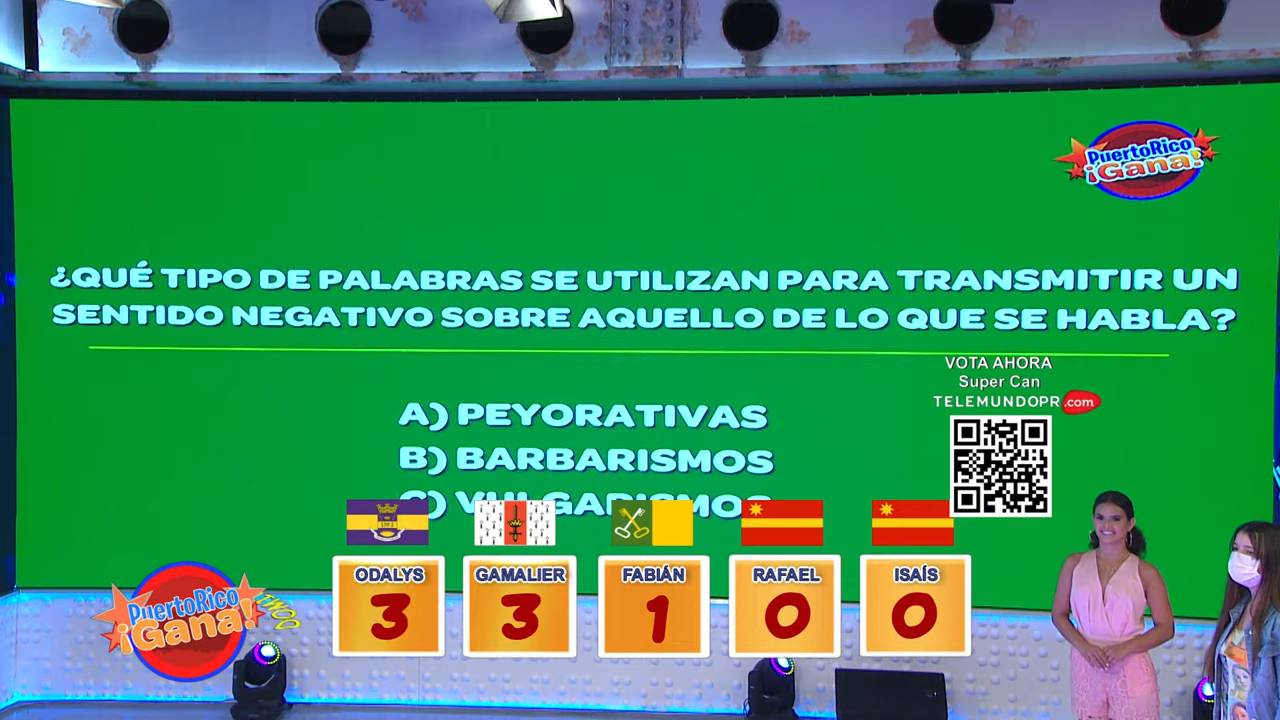 PuertoRico
¡Gana!
¿QUÉ TIPO DE PALABRAS SE UTILIZAN PARA TRANSMITIR UN
SENTIDO NEGATIVO SOBRE AQUELLO DE LO QUE SE HABLA?
VOTA AHORA
Super Can
TELEMUNDOPR.com
A) PEYORATIVAS
B) BARBARISMOS
C) VULGARISMOS
ODALYS
GAMALIER
FABIÁN
RAFAEL
ISAÍS
3
3
1
0
0
PuertoRico
¡Gana!
TWOO